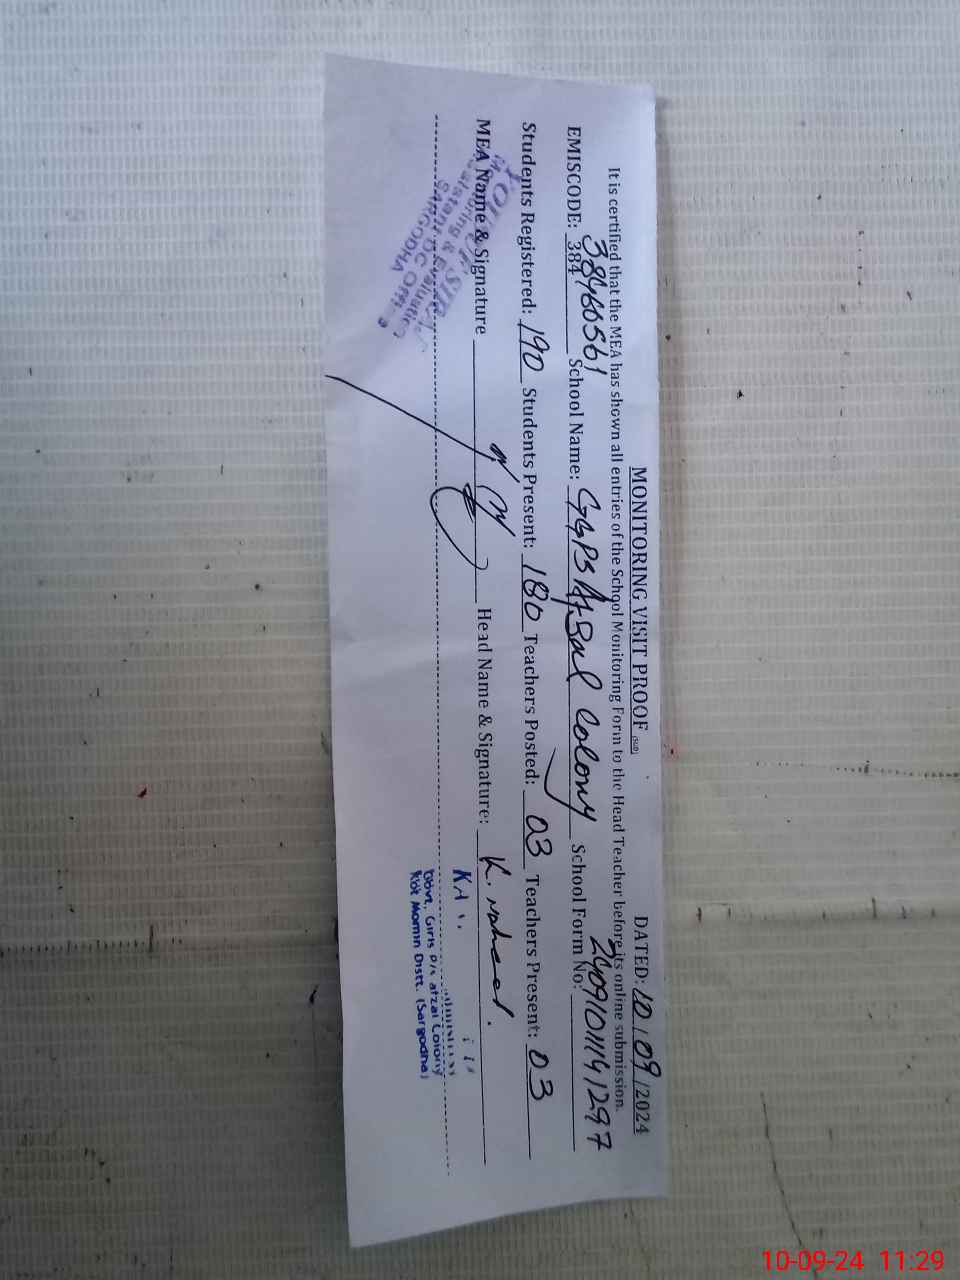 MONITORING VISIT PROOF (SED) DATED: 10/09/2024
It is certified that the MEA has shown all entries of the School Monitoring Form to the Head Teacher before its online submission.
EMISCODE: 384 38460561 School Name: GGPS Afzal Colony School Form No: 24091011141297
Students Registered: 190 Students Present: 180 Teachers Posted: 03 Teachers Present: 03
MEA Name & Signature Head Name & Signature: K.
Govt. Girls P/S afzal Colony
Kot Momin Distt. (Sargodha)
SARGODHA
10-09-24 11:29